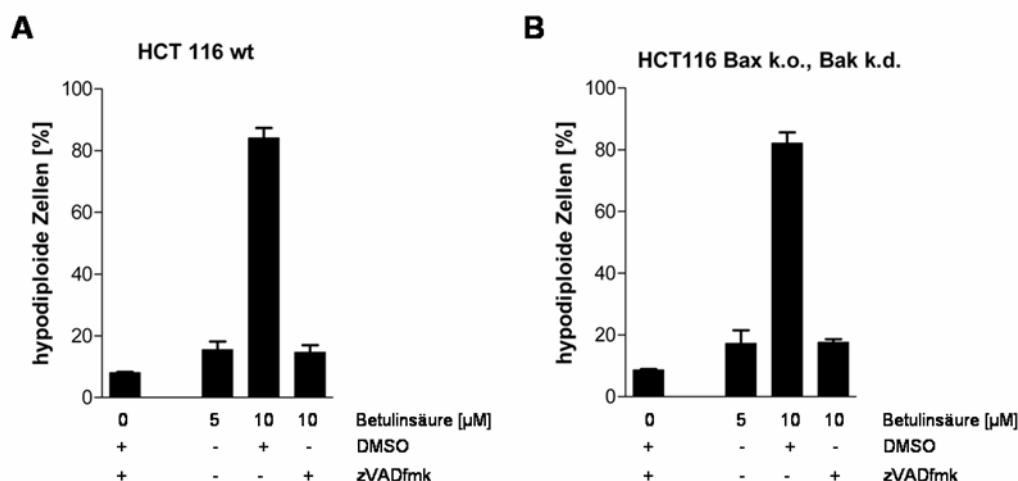 A
HCT 116 wt
hypodiploide Zellen [%]
100
80
60
40
20
0
0 5 10 10 Betulinsäure [µM]
+ - + - DMSO
+ - - + zVADfmk
B
HCT116 Bax k.o., Bak k.d.
hypodiploide Zellen [%]
100
80
60
40
20
0
0 5 10 10 Betulinsäure [µM]
+ - + - DMSO
+ - - + zVADfmk